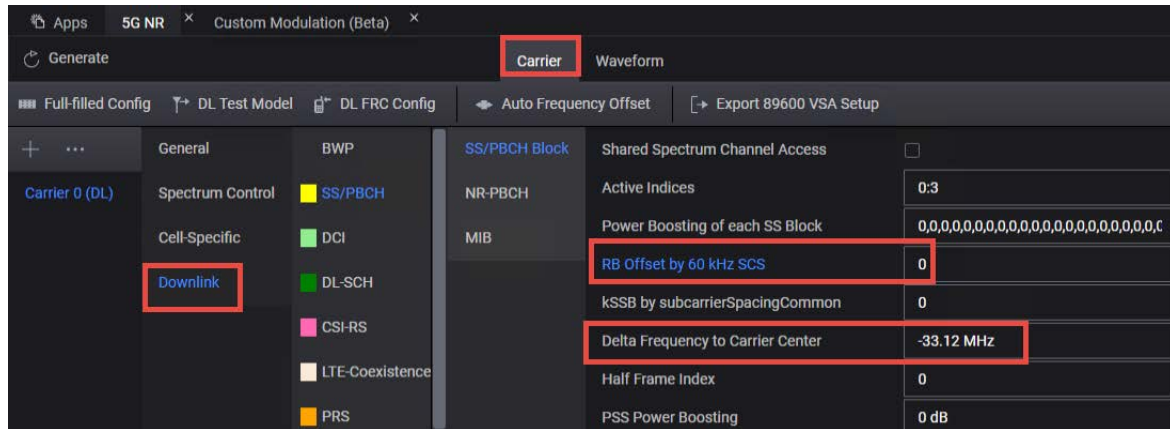 Apps 5G NR × Custom Modulation (Beta) ×
Generate Carrier Waveform
Full-filled Config DL Test Model DL FRC Config Auto Frequency Offset Export 89600 VSA Setup
+ ... General BWP SS/PBCH Block Shared Spectrum Channel Access
Carrier 0 (DL) Spectrum Control SS/PBCH NR-PBCH Active Indices 0:3
Cell-Specific DCI MIB Power Boosting of each SS Block 0,0,0,0,0,0,0,0,0,0,0,0,0,0,0,0,0,0,0,0,0,0,
Downlink DL-SCH RB Offset by 60 kHz SCS 0
kSSB by subcarrierSpacingCommon 0
CSI-RS Delta Frequency to Carrier Center -33.12 MHz
LTE-Coexistence Half Frame Index 0
PRS PSS Power Boosting 0 dB